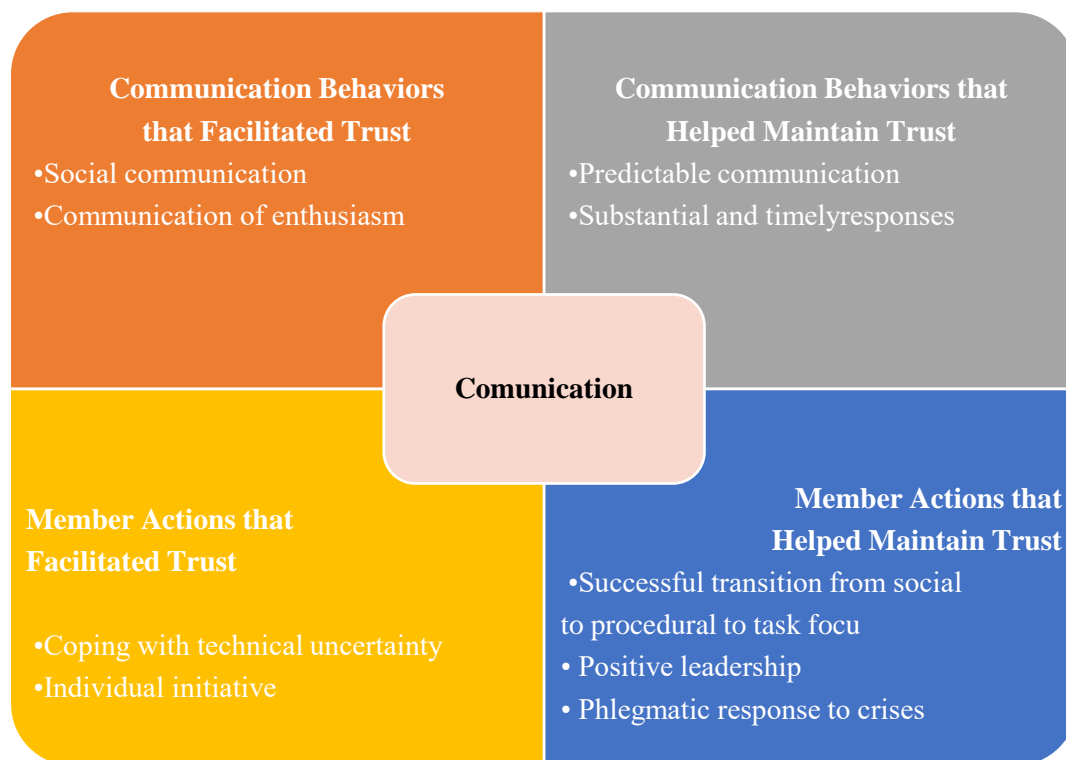 Communication Behaviors
that Facilitated Trust
•Social communication
•Communication of enthusiasm
Communication Behaviors that
Helped Maintain Trust
•Predictable communication
•Substantial and timelyresponses
Comunication
Member Actions that
Facilitated Trust
•Coping with technical uncertainty
•Individual initiative
Member Actions that
Helped Maintain Trust
•Successful transition from social
to procedural to task focu
• Positive leadership
• Phlegmatic response to crises